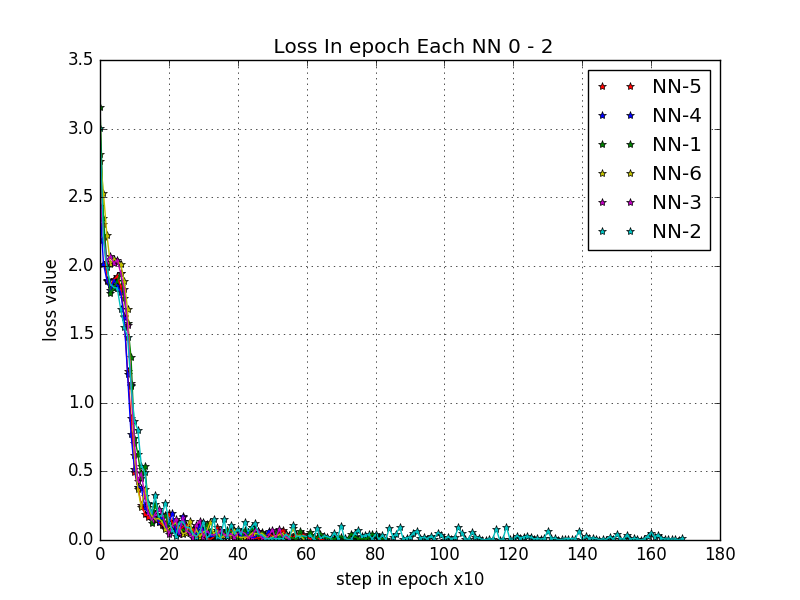 Loss In epoch Each NN 0 - 2
3.5
3.0
2.5
2.0
1.5
1.0
0.5
0.0
loss value
NN-5
NN-4
NN-1
NN-6
NN-3
NN-2
0 20 40 60 80 100 120 140 160 180
step in epoch x10